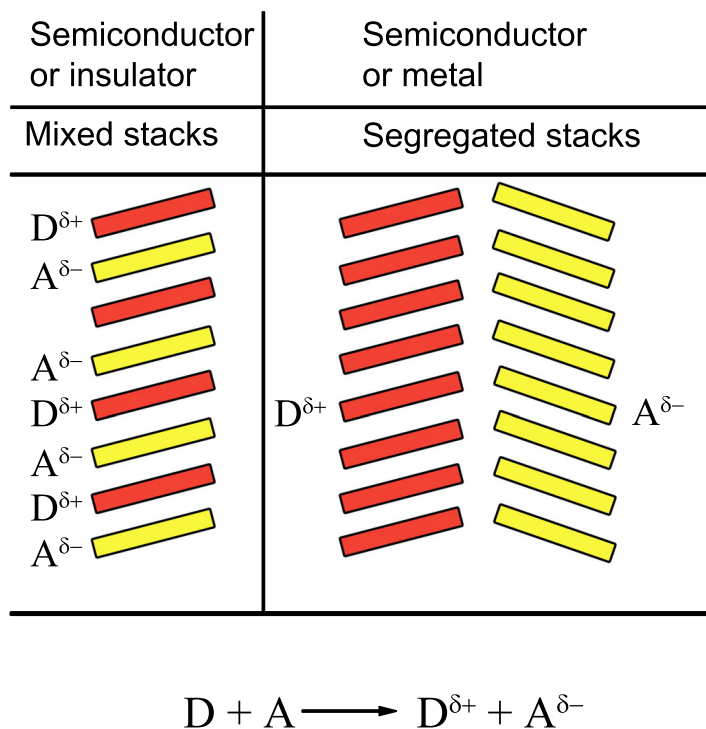 Semiconductor
or insulator
Semiconductor
or metal
Mixed stacks
Segregated stacks
Dδ+
Aδ−
Aδ−
Dδ+
Aδ−
Dδ+
Aδ−
Dδ+
Aδ−
D + A ⟶ Dδ+ + Aδ−